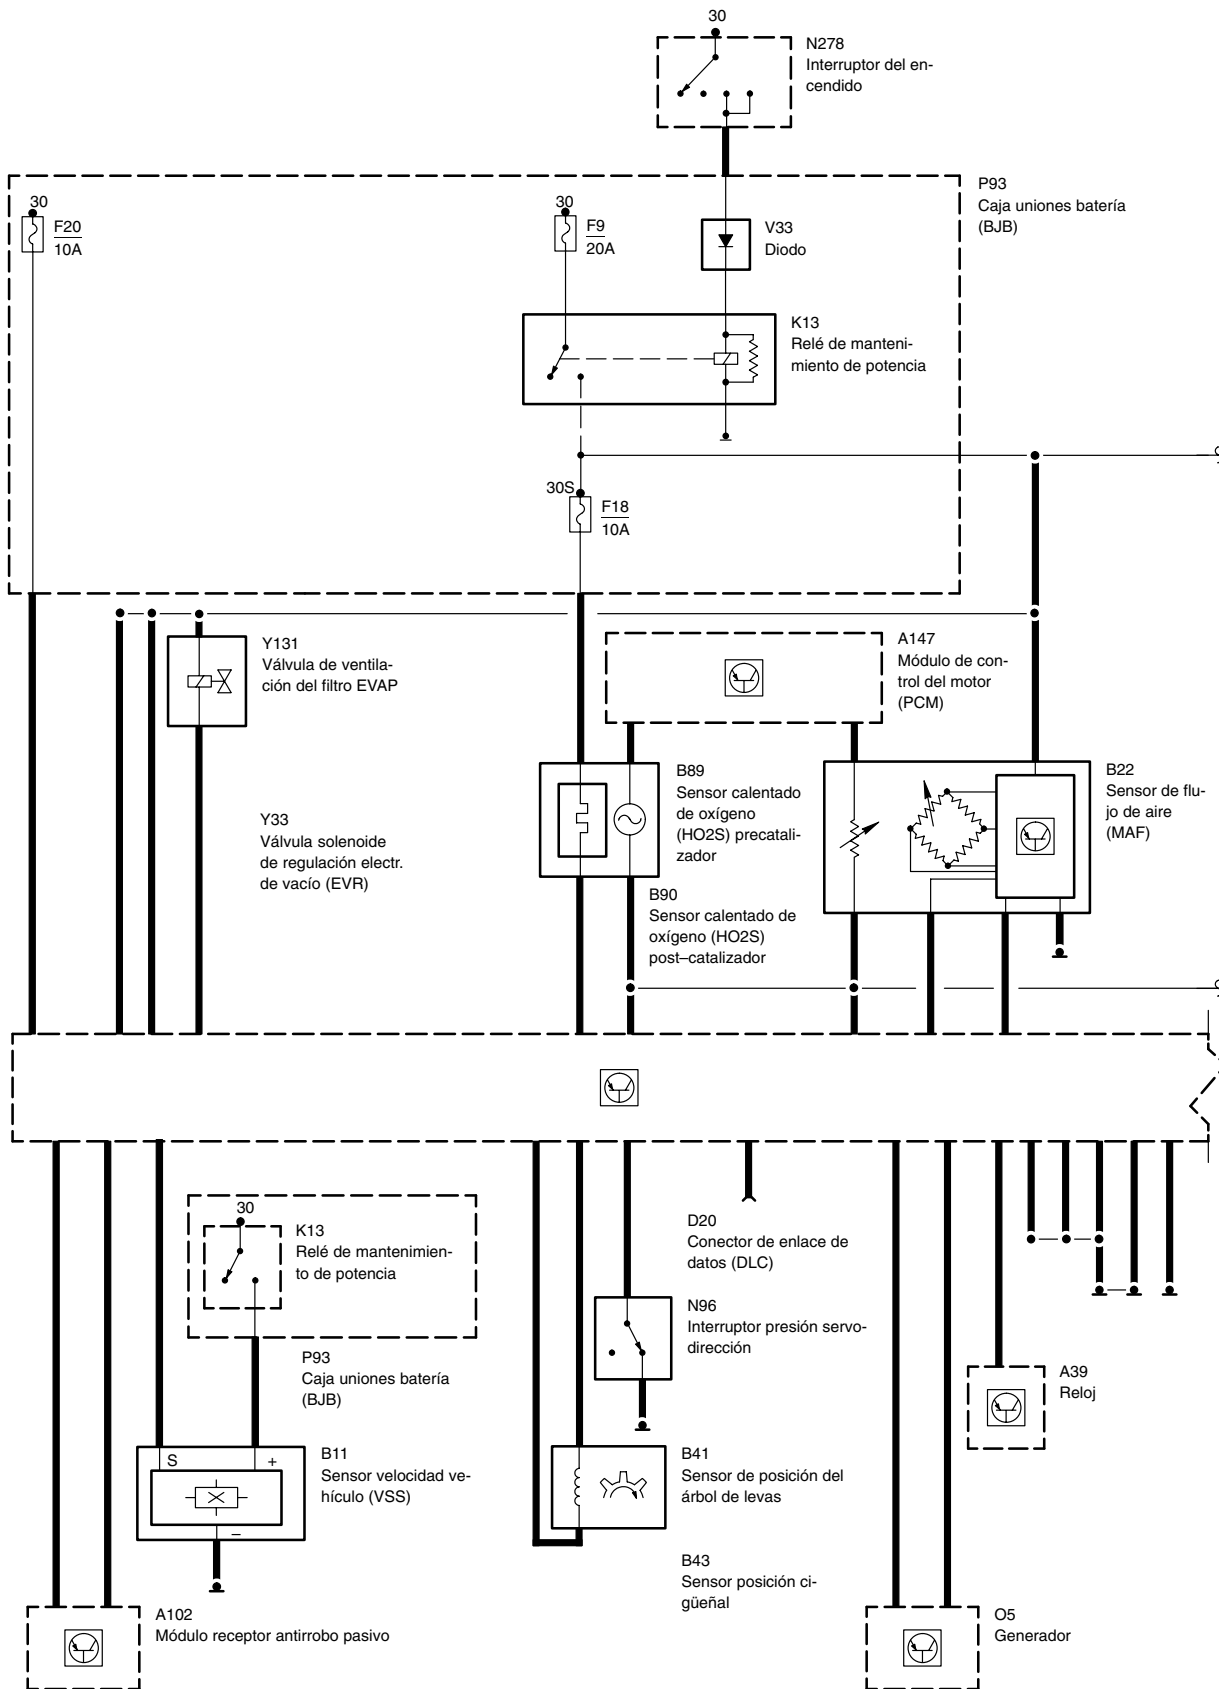 30
N278
Interruptor del en-
cendido
P93
Caja uniones batería
(BJB)
30
F20
10A
30
F9
20A
V33
Diodo
K13
Relé de manteni-
miento de potencia
30S
F18
10A
Y131
Válvula de ventila-
ción del filtro EVAP
A147
Módulo de con-
trol del motor
(PCM)
Y33
Válvula solenoide
de regulación electr.
de vacío (EVR)
B89
Sensor calentado
de oxígeno
(HO2S) precatali-
zador
B22
Sensor de flu-
jo de aire
(MAF)
B90
Sensor calentado de
oxígeno (HO2S)
post–catalizador
30
K13
Relé de mantenimien-
to de potencia
P93
Caja uniones batería
(BJB)
D20
Conector de enlace de
datos (DLC)
N96
Interruptor presión servo-
dirección
A39
Reloj
S +
–
B11
Sensor velocidad ve-
hículo (VSS)
B41
Sensor de posición del
árbol de levas
B43
Sensor posición ci-
güeñal
A102
Módulo receptor antirrobo pasivo
O5
Generador